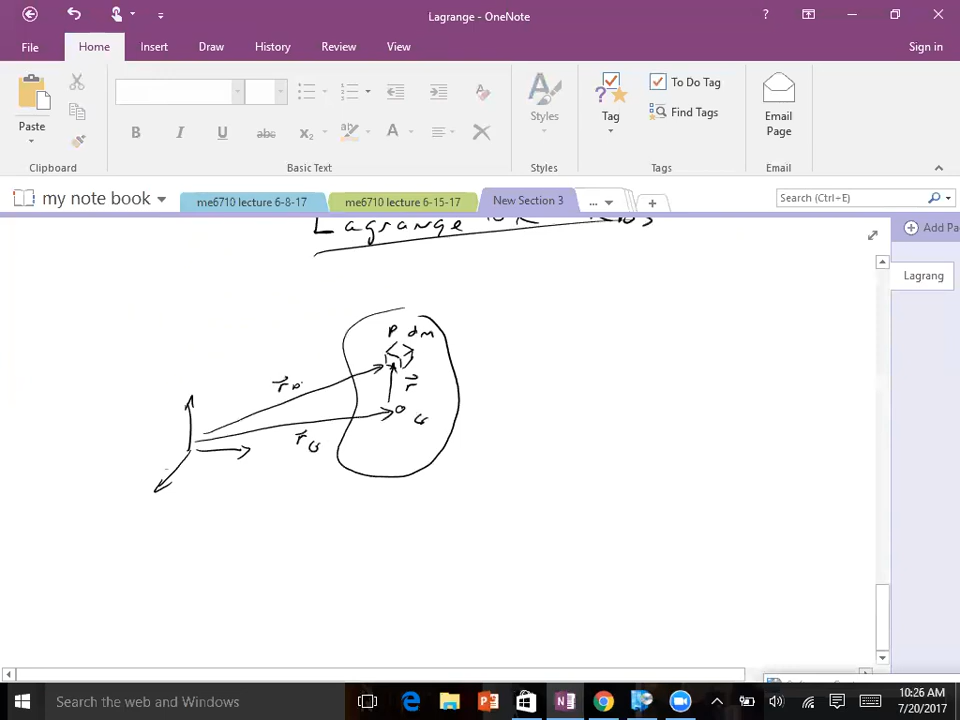 Lagrange - OneNote
?
File
Home
Insert
Draw
History
Review
View
Sign in
Paste
B
I
U
abc
x₂
A
Styles
Tag
To Do Tag
Find Tags
Email
Page
Clipboard
Basic Text
Styles
Tags
Email
my note book
me6710 lecture 6-8-17
me6710 lecture 6-15-17
New Section 3
...
Search (Ctrl+E)
Add Pa
Lagrange
Lagrang
P dm
r
G
r G
Search the web and Windows
10:26 AM
7/20/2017